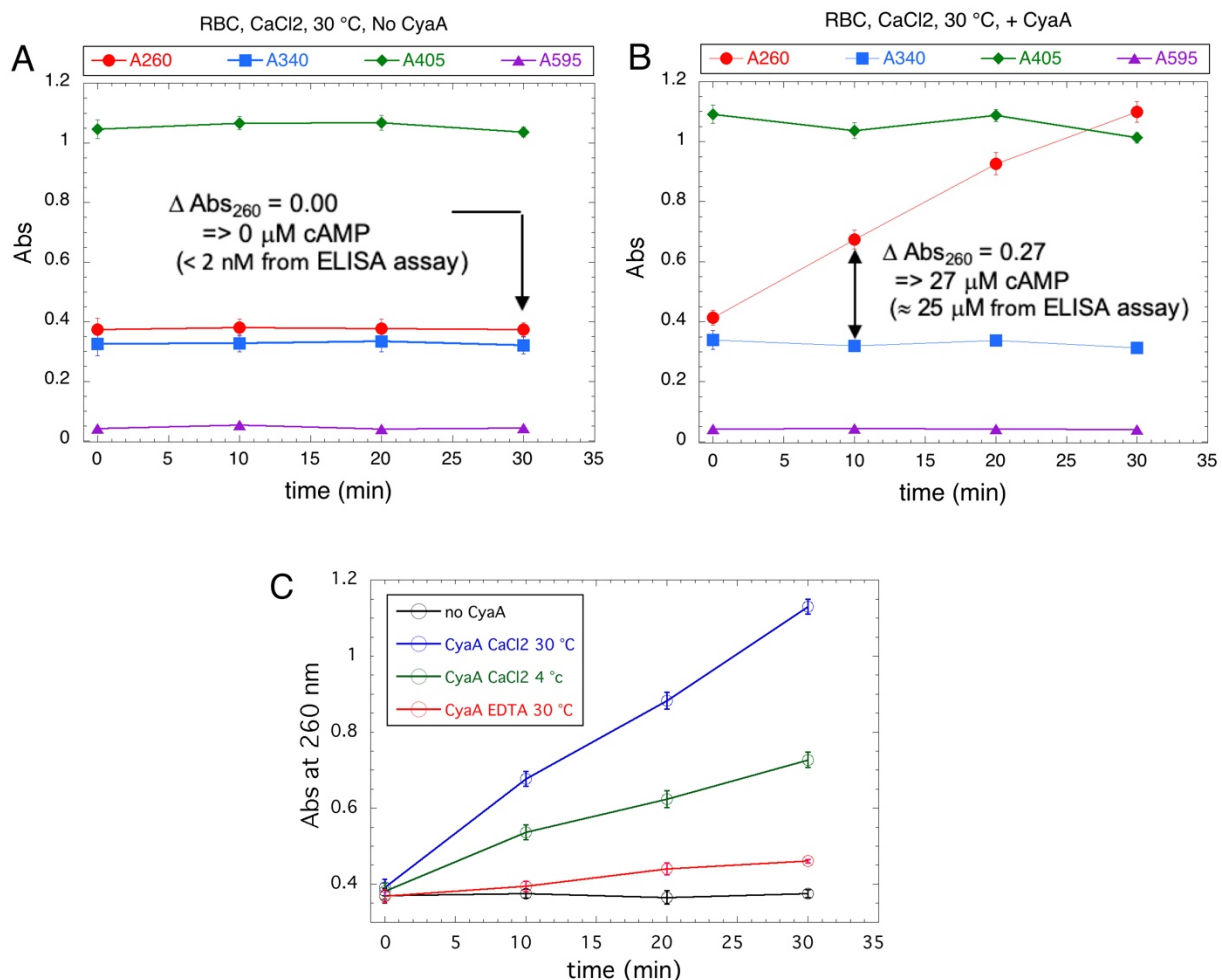 RBC, CaCl2, 30 °C, No CyaA
A
A260 A340 A405 A595
1.2
1
0.8
0.6
0.4
0.2
0
Abs
Δ Abs260 = 0.00
=> 0 μM cAMP
(< 2 nM from ELISA assay)
0 5 10 15 20 25 30 35
time (min)
RBC, CaCl2, 30 °C, + CyaA
B
A260 A340 A405 A595
1.2
1
0.8
0.6
0.4
0.2
0
Abs
Δ Abs260 = 0.27
=> 27 μM cAMP
(≈ 25 μM from ELISA assay)
0 5 10 15 20 25 30 35
time (min)
C
1.2
1
0.8
0.6
0.4
Abs at 260 nm
no CyaA
CyaA CaCl2 30 °C
CyaA CaCl2 4 °c
CyaA EDTA 30 °C
0 5 10 15 20 25 30 35
time (min)